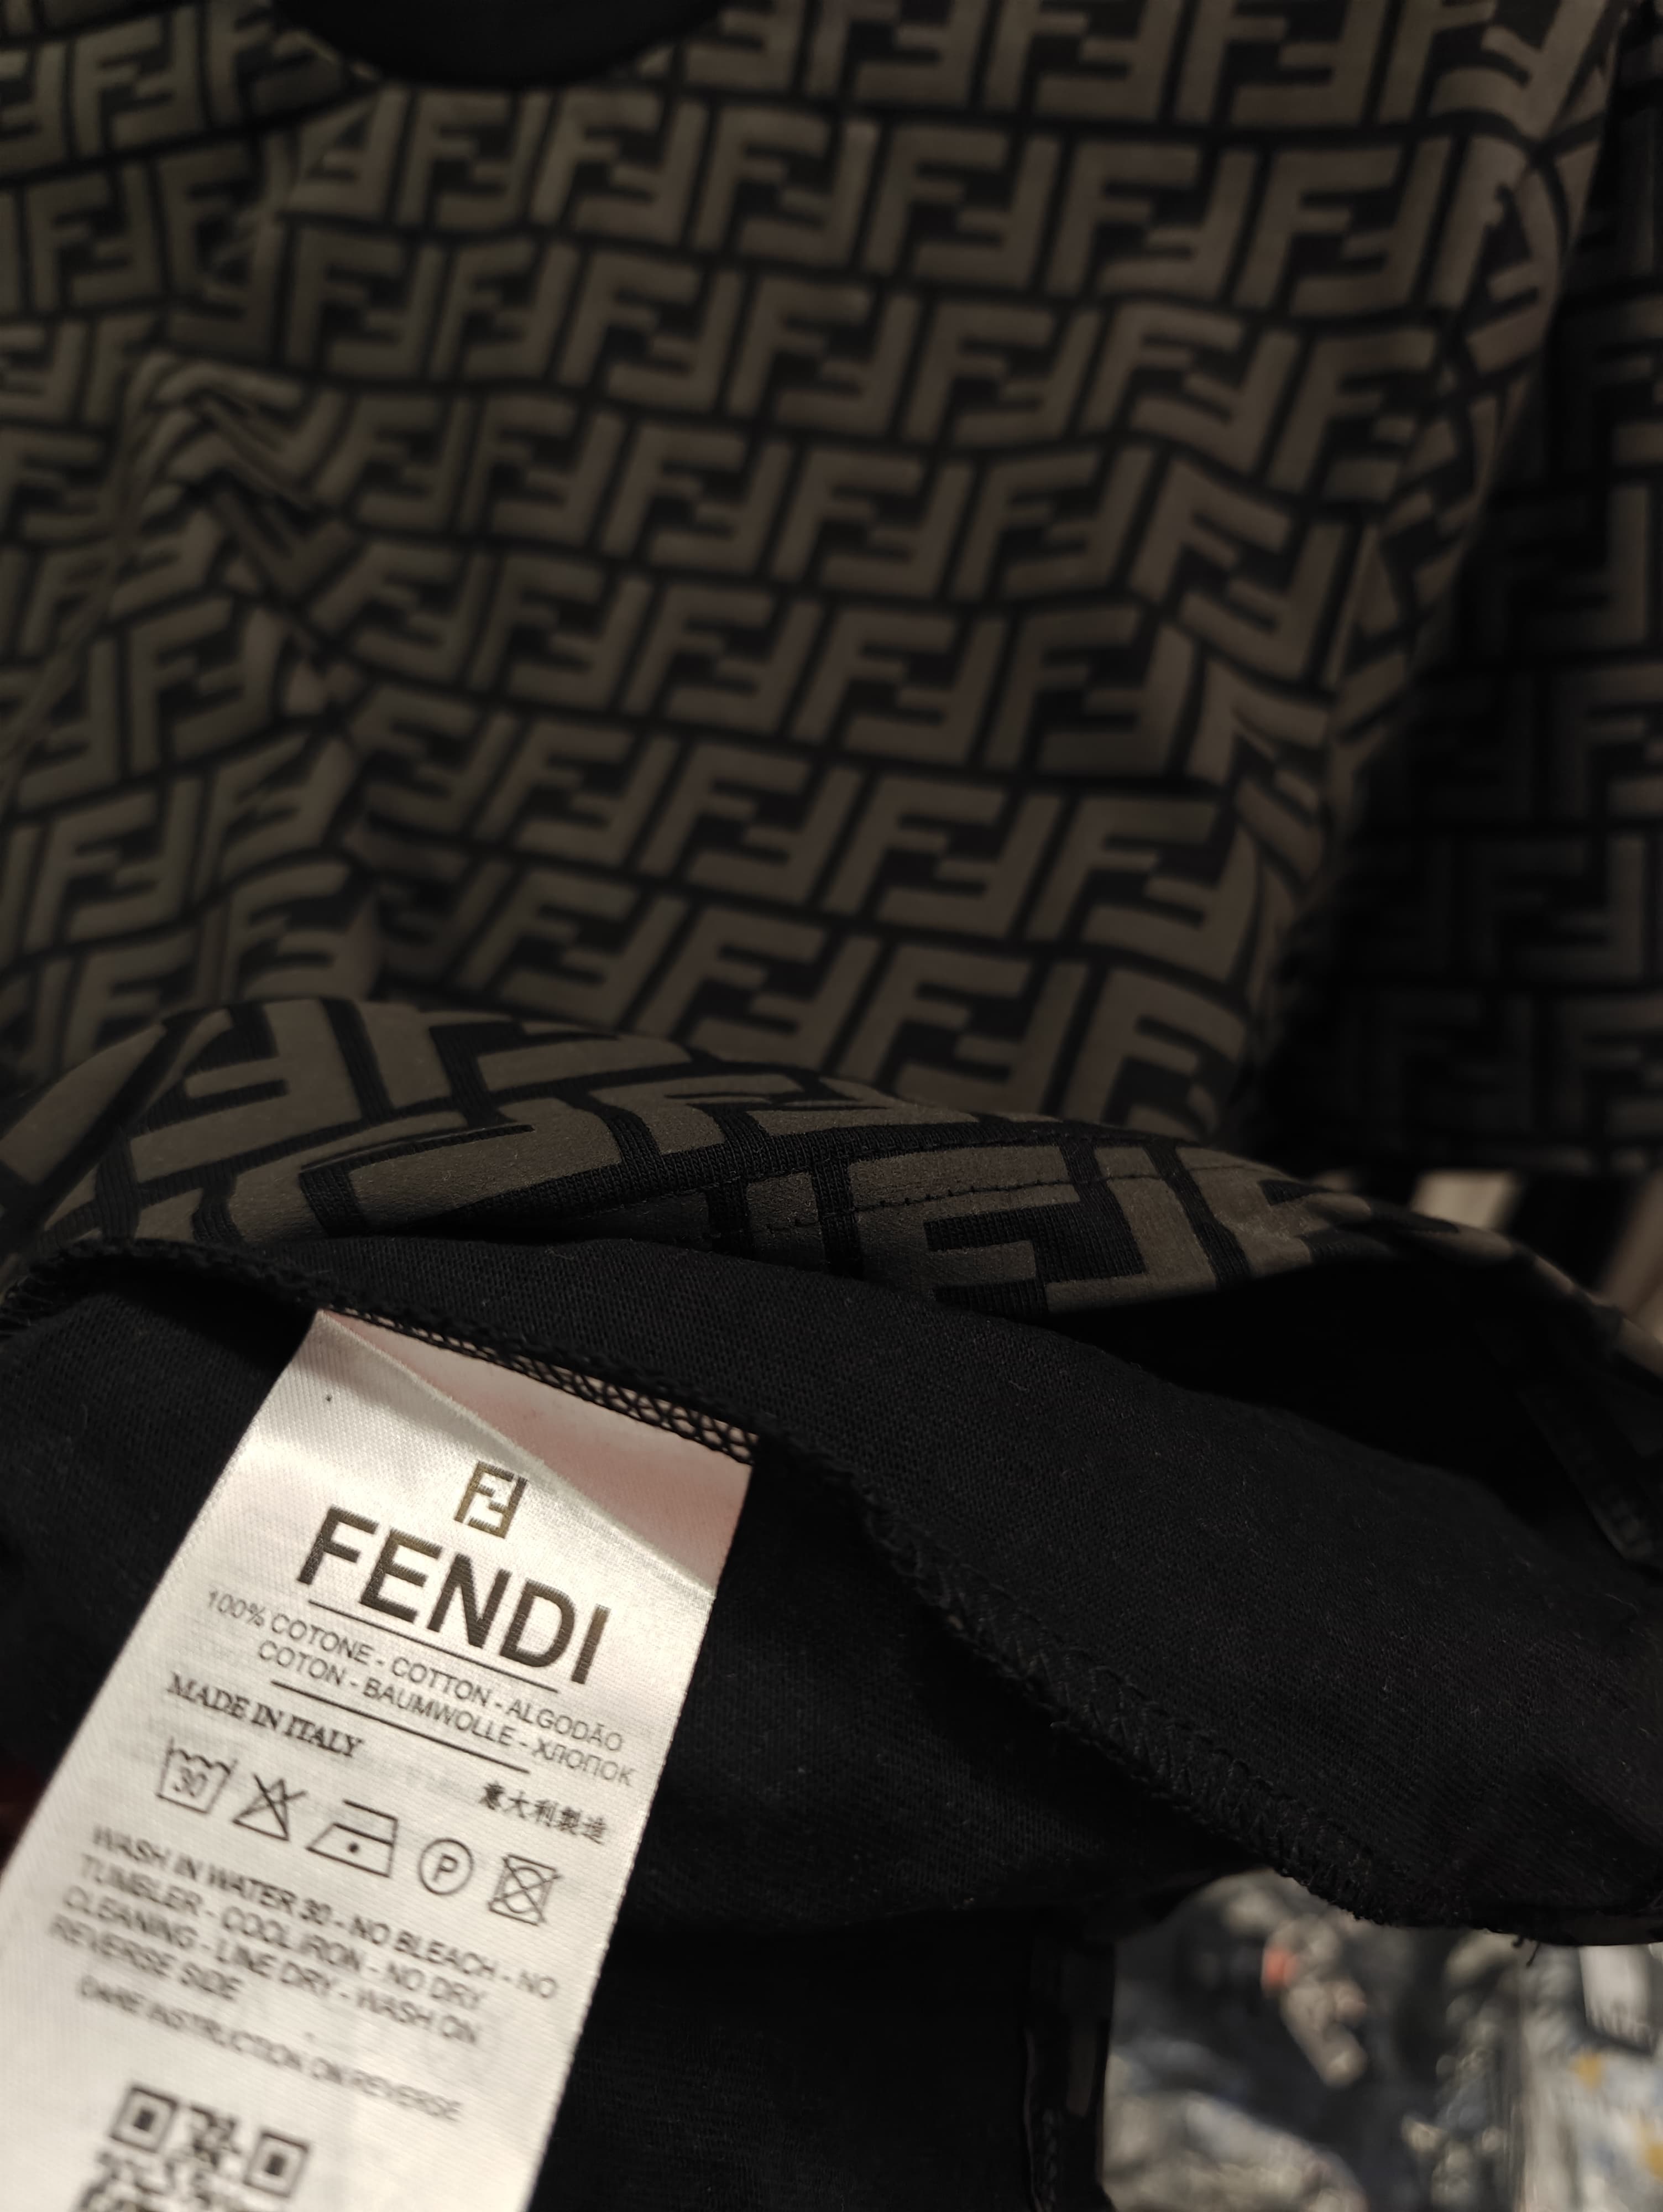 FENDI
100% COTONE - COTTON - ALGODÃO
COTON - BAUMWOLLE - ХЛОПОК
MADE IN ITALY
意大利製造
30
P
WASH IN WATER 30 - NO BLEACH - NO
TUMBLER - COOL IRON - NO DRY
CLEANING - LINE DRY - WASH ON
REVERSE SIDE
CARE INSTRUCTION ON REVERSE